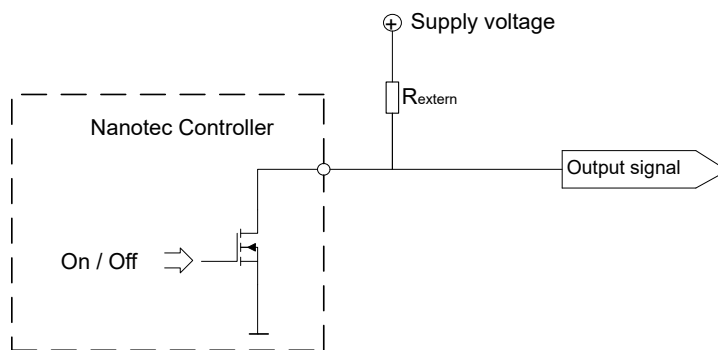 Supply voltage
Rextern
Nanotec Controller
Output signal
On / Off